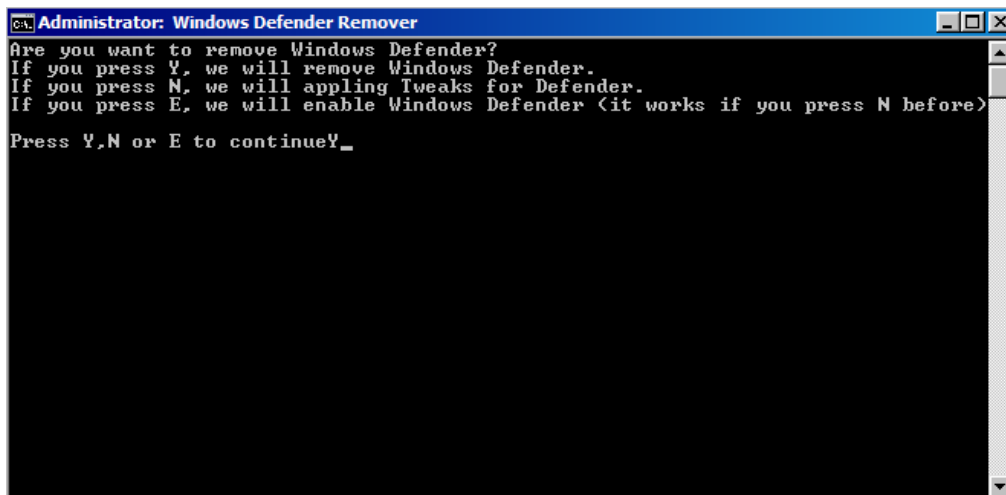 Administrator: Windows Defender Remover
Are you want to remove Windows Defender?
If you press Y, we will remove Windows Defender.
If you press N, we will appling Tweaks for Defender.
If you press E, we will enable Windows Defender (it works if you press N before)
Press Y,N or E to continueY_